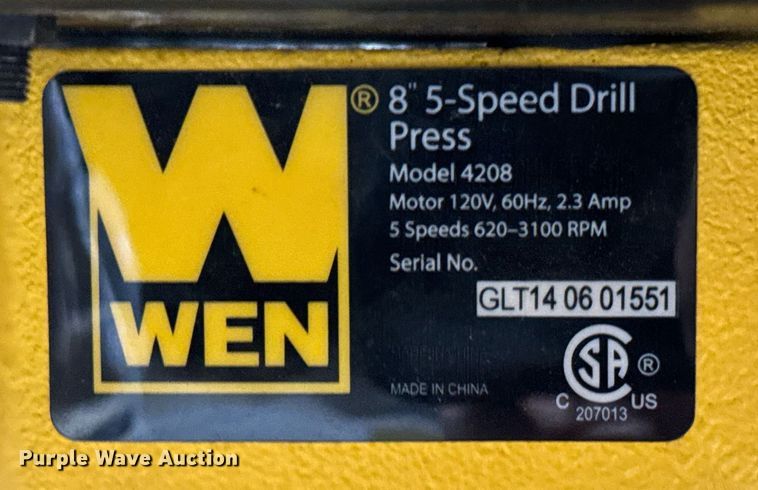 WEN
® 8" 5-Speed Drill
Press
Model 4208
Motor 120V, 60Hz, 2.3 Amp
5 Speeds 620–3100 RPM
Serial No.
GLT14 06 01551
SA ®
MADE IN CHINA
C US
207013
Purple Wave Auction